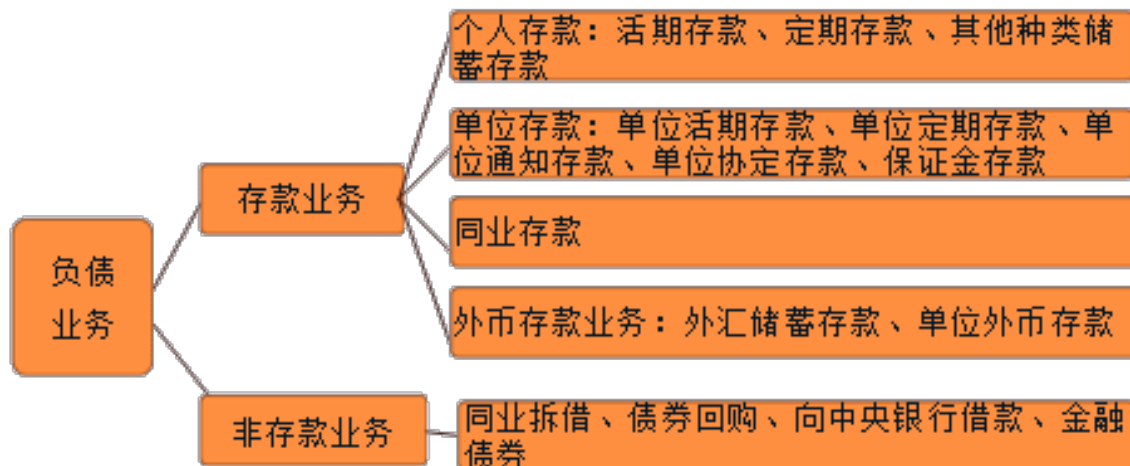 个人存款：活期存款、定期存款、其他种类储
蓄存款
单位存款：单位活期存款、单位定期存款、单
位通知存款、单位协定存款、保证金存款
存款业务
同业存款
负债
业务
外币存款业务：外汇储蓄存款、单位外币存款
非存款业务
同业拆借、债券回购、向中央银行借款、金融
债券